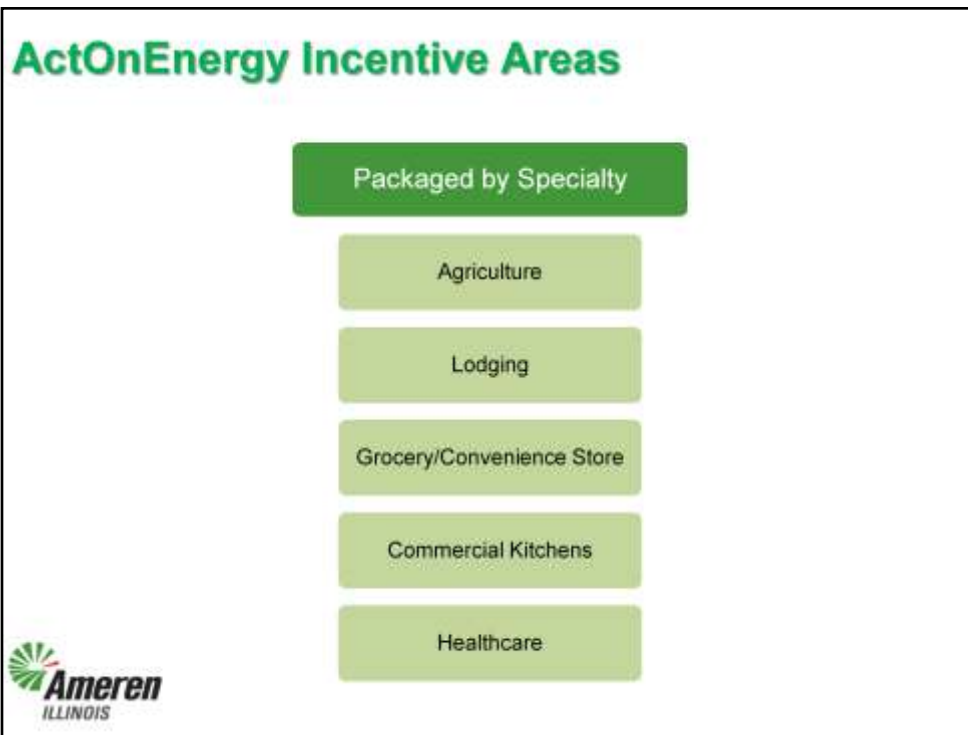 ActOnEnergy Incentive Areas
Packaged by Specialty
Agriculture
Lodging
Grocery/Convenience Store
Commercial Kitchens
Healthcare
Ameren
ILLINOIS